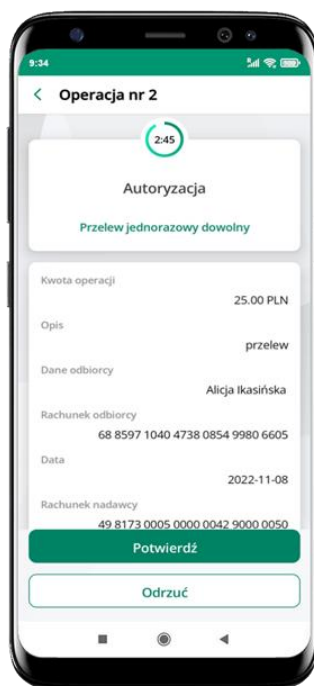 9:34
Operacja nr 2
2:45
Autoryzacja
Przelew jednorazowy dowolny
Kwota operacji
25.00 PLN
Opis
przelew
Dane odbiorcy
Alicja Ikasińska
Rachunek odbiorcy
68 8597 1040 4738 0854 9980 6605
Data
2022-11-08
Rachunek nadawcy
49 8173 0005 0000 0042 9000 0050
Potwierdź
Odrzuć